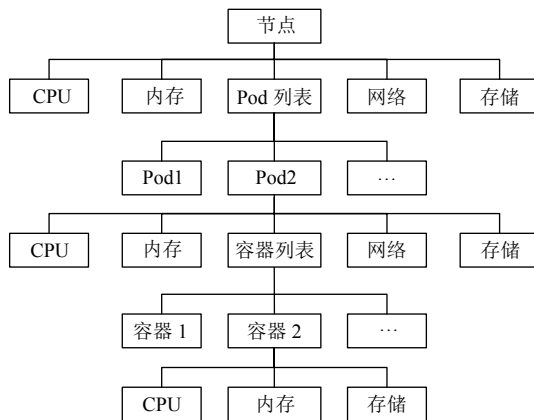 节点
CPU 内存 Pod 列表 网络 存储
Pod1 Pod2 …
CPU 内存 容器列表 网络 存储
容器 1 容器 2 …
CPU 内存 存储